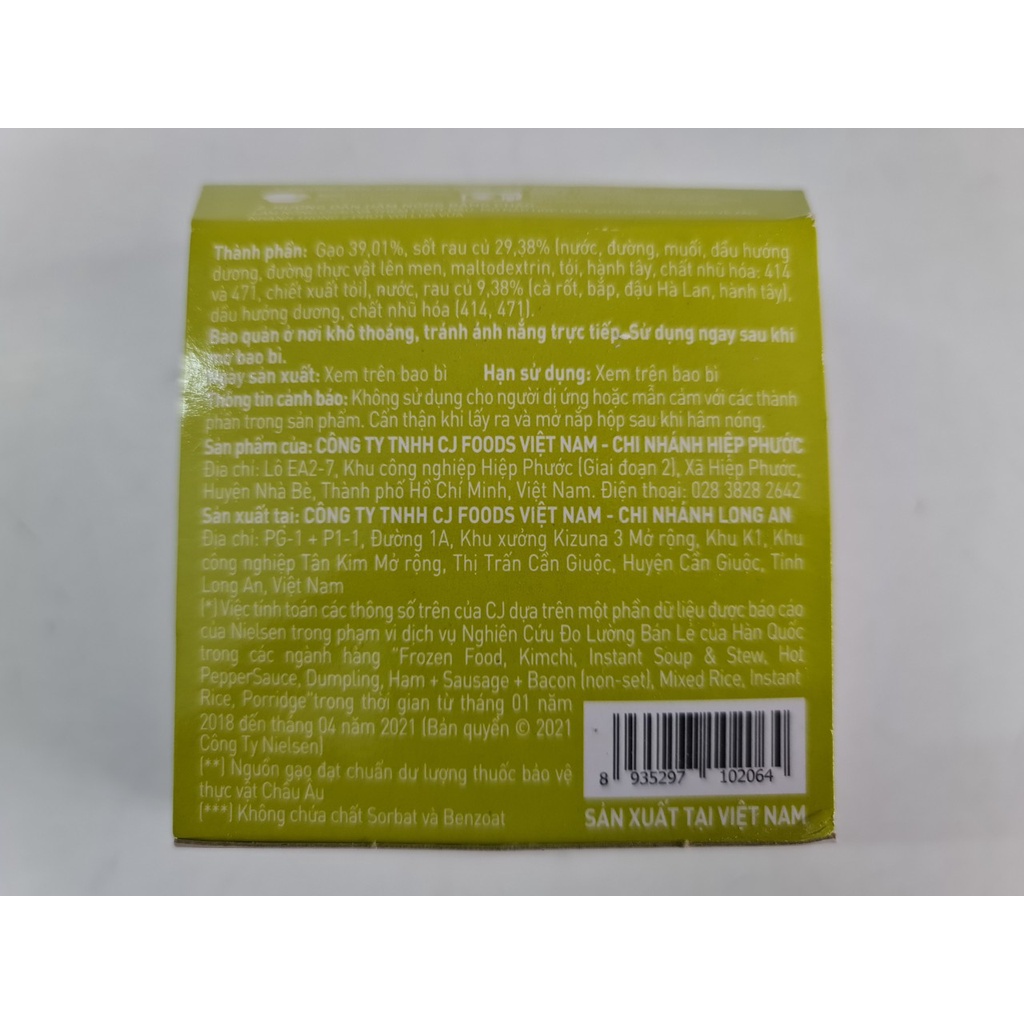 Thành phần: Gạo 39,01%, sốt rau củ 29,38% (nước, đường, muối, dầu hướng
dương, đường thực vật lên men, maltodextrin, tỏi, hành tây, chất nhũ hóa: 414
và 471, chiết xuất tỏi), nước, rau củ 9,38% (cà rốt, bắp, đậu Hà Lan, hành tây),
dầu hướng dương, chất nhũ hóa (414, 471).
Bảo quản ở nơi khô thoáng, tránh ánh nắng trực tiếp. Sử dụng ngay sau khi
mở bao bì.
Ngày sản xuất: Xem trên bao bì Hạn sử dụng: Xem trên bao bì
Thông tin cảnh báo: Không sử dụng cho người dị ứng hoặc mẫn cảm với các thành
phần trong sản phẩm. Cẩn thận khi lấy ra và mở nắp hộp sau khi hâm nóng.
Sản phẩm của: CÔNG TY TNHH CJ FOODS VIỆT NAM - CHI NHÁNH HIỆP PHƯỚC
Địa chỉ: Lô EA2-7, Khu công nghiệp Hiệp Phước (Giai đoạn 2), Xã Hiệp Phước,
Huyện Nhà Bè, Thành phố Hồ Chí Minh, Việt Nam. Điện thoại: 028 3828 2642
Sản xuất tại: CÔNG TY TNHH CJ FOODS VIỆT NAM - CHI NHÁNH LONG AN
Địa chỉ: PG-1 + P1-1, Đường 1A, Khu xưởng Kizuna 3 Mở rộng, Khu K1, Khu
công nghiệp Tân Kim Mở rộng, Thị Trấn Cần Giuộc, Huyện Cần Giuộc, Tỉnh
Long An, Việt Nam
(*) Việc tính toán các thông số trên của CJ dựa trên một phần dữ liệu được báo cáo
của Nielsen trong phạm vi dịch vụ Nghiên Cứu Đo Lường Bán Lẻ của Hàn Quốc
trong các ngành hàng "Frozen Food, Kimchi, Instant Soup & Stew, Hot
PepperSauce, Dumpling, Ham + Sausage + Bacon (non-set), Mixed Rice, Instant
Rice, Porridge"trong thời gian từ tháng 01 năm
2018 đến tháng 04 năm 2021 (Bản quyền © 2021
Công Ty Nielsen)
(**) Nguồn gạo đạt chuẩn dư lượng thuốc bảo vệ
thực vật Châu Âu
(***) Không chứa chất Sorbat và Benzoat
8 935297 102064
SẢN XUẤT TẠI VIỆT NAM